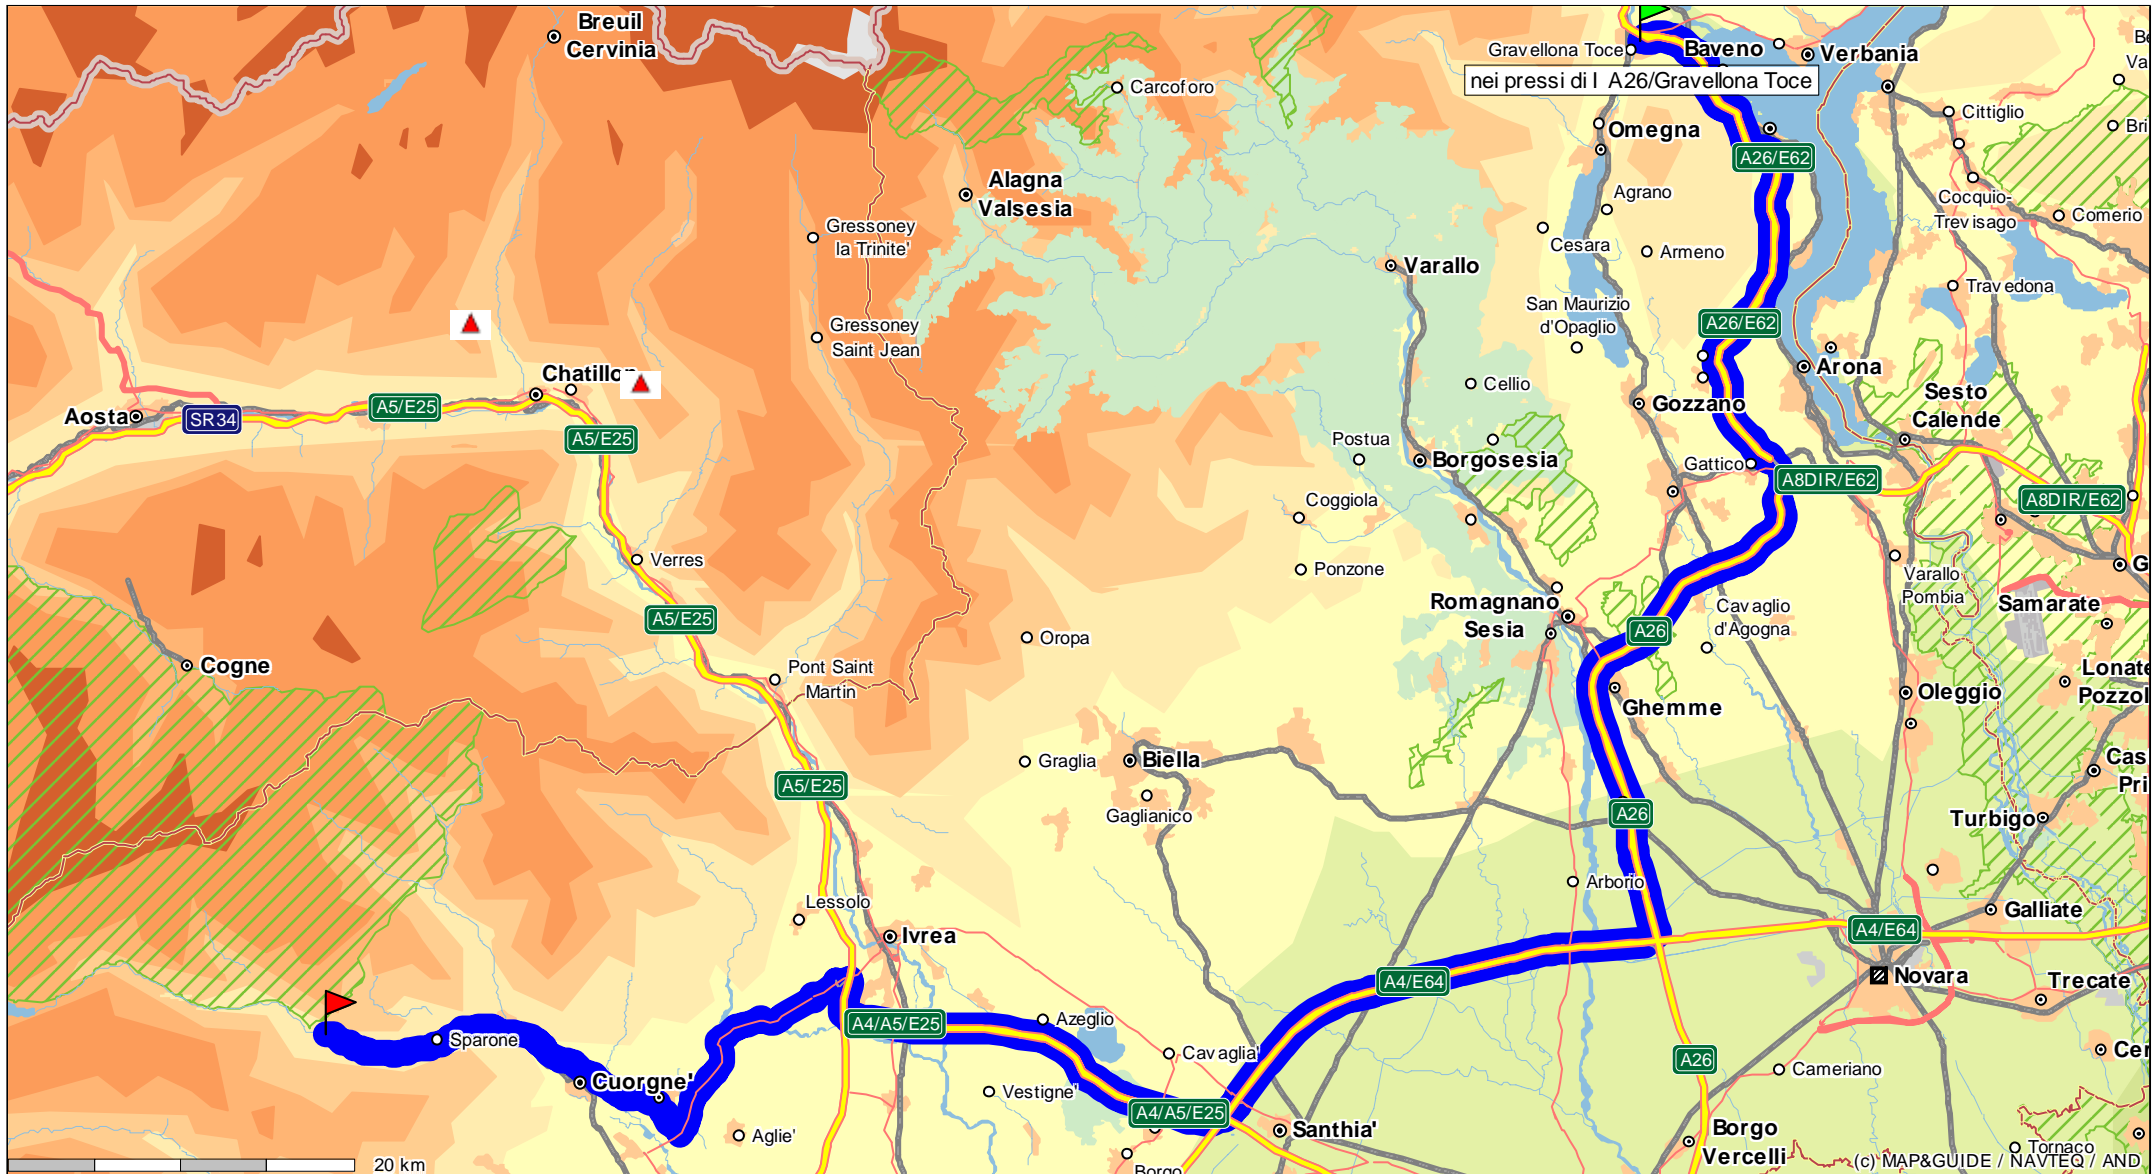 Breuil
Cervinia
Gravellona Toce
Baveno
Verbania
nei pressi di I A26/Gravellona Toce
Carcoforo
Omegna
Cittiglio
A26/E62
Alagna
Valsesia
Agrano
Cocquio-
Trevisago
Comerio
Gressoney
la Trinite'
Cesara
Armeno
Varallo
San Maurizio
d'Opaglio
Travedona
A26/E62
Gressoney
Saint Jean
Arona
Chatillon
Cellio
Sesto
Calende
Gozzano
Aosta
SR34
A5/E25
A5/E25
Postua
Borgosesia
Gattico
A8DIR/E62
A8DIR/E62
Coggiola
Verres
Ponzone
Varallo
Pombia
Samarate
Romagnano
Sesia
A26
Cavaglio
d'Agogna
A5/E25
Oropa
Cogne
Pont Saint
Martin
Oleggio
Ghemme
A5/E25
Graglia
Biella
Gaglianico
A26
Turbigo
Arborio
Lessolo
Galliate
Ivrea
A4/E64
A4/E64
Novara
Trecate
Sparone
A4/A5/E25
Azeglio
Cavaglia'
A26
Cameriano
Cuorgne'
Vestigne'
A4/A5/E25
Aglie'
Santhia'
Borgo
Vercelli
Tornaco
20 km
Borgo
(c) MAP&GUIDE / NAVTEQ / AND